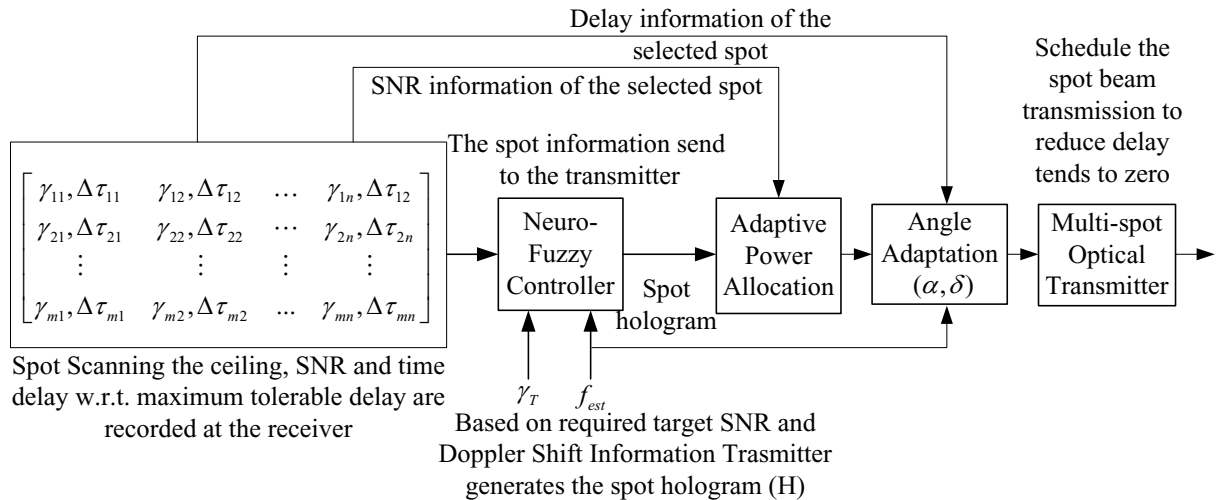 Delay information of the
selected spot
SNR information of the selected spot
Schedule the
spot beam
transmission to
reduce delay
tends to zero
The spot information send
to the transmitter
γ₁₁, Δτ₁₁ γ₁₂, Δτ₁₂ … γ₁ₙ, Δτ₁₂
γ₂₁, Δτ₂₁ γ₂₂, Δτ₂₂ ⋯ γ₂ₙ, Δτ₂ₙ
⋮ ⋮ ⋮ ⋮
γₘ₁, Δτₘ₁ γₘ₂, Δτₘ₂ ... γₘₙ, Δτₘₙ
Neuro-
Fuzzy
Controller
Spot
hologram
Adaptive
Power
Allocation
Angle
Adaptation
(α, δ)
Multi-spot
Optical
Transmitter
Spot Scanning the ceiling, SNR and time
delay w.r.t. maximum tolerable delay are
recorded at the receiver
γ_T f_est
Based on required target SNR and
Doppler Shift Information Trasmitter
generates the spot hologram (H)